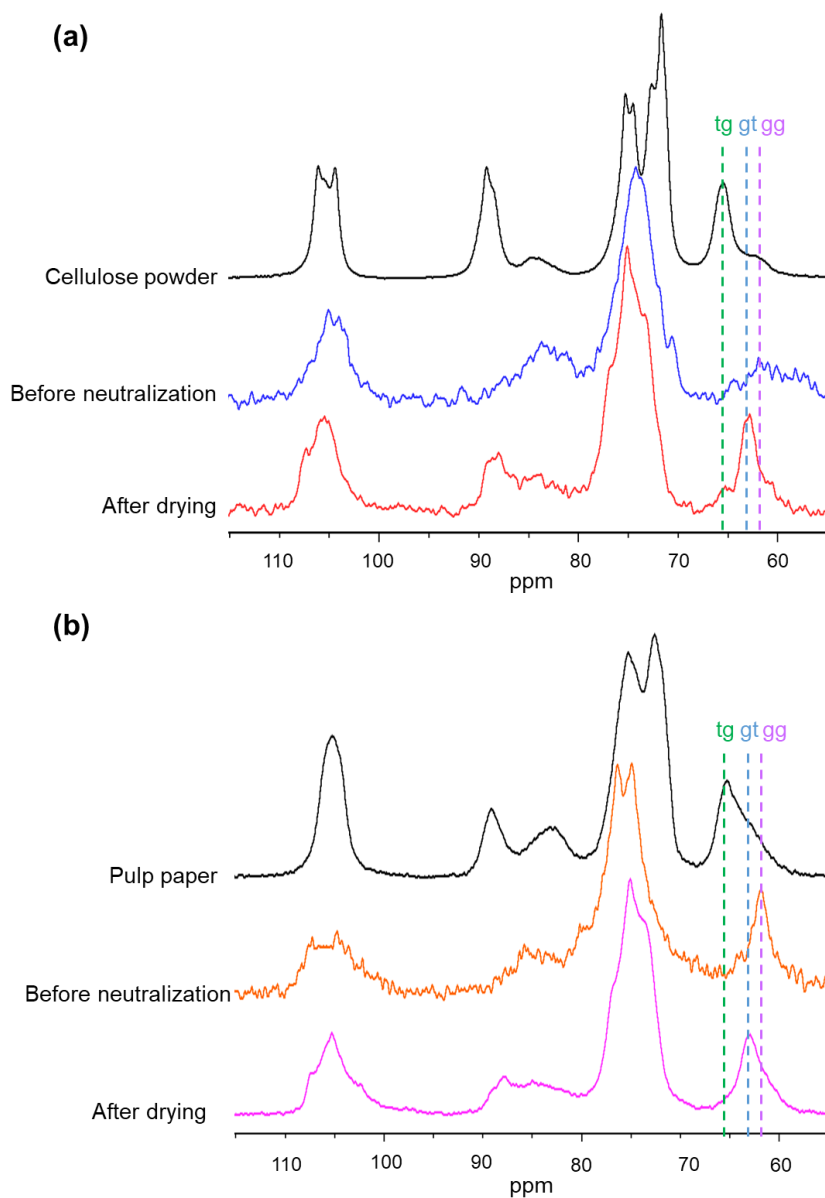 (a)
tg gt gg
Cellulose powder
Before neutralization
After drying
110 100 90 80 70 60
ppm
(b)
tg gt gg
Pulp paper
Before neutralization
After drying
110 100 90 80 70 60
ppm